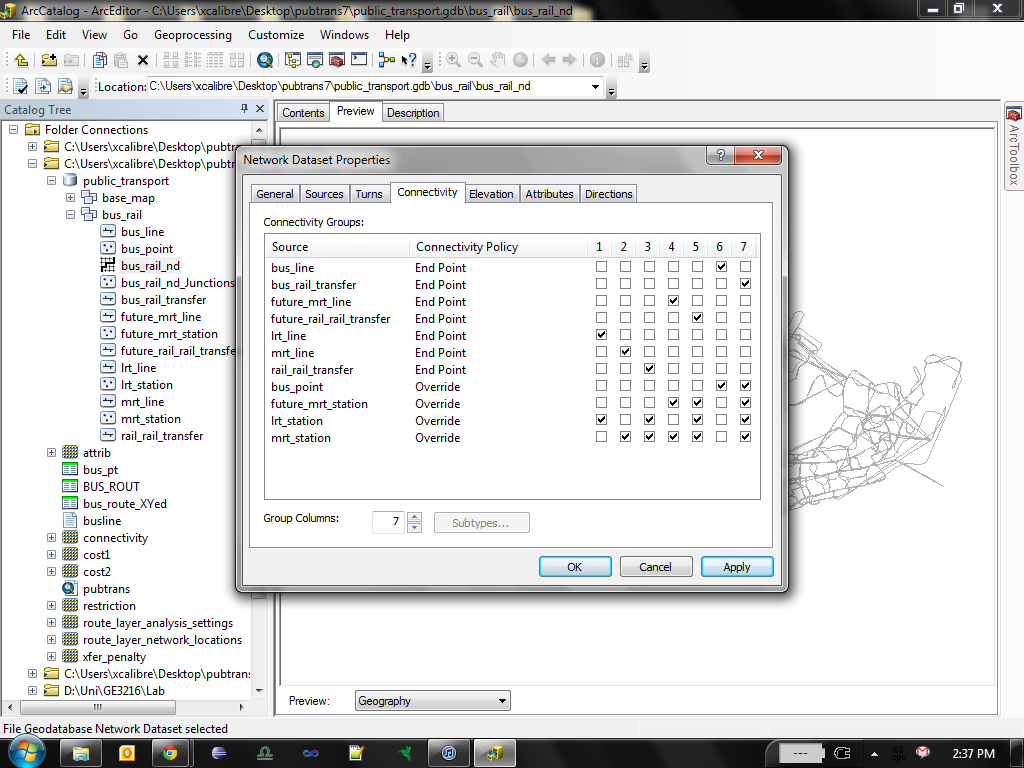 ArcCatalog - ArcEditor - C:\Users\xcalibre\Desktop\pubtrans7\public_transport.gdb\bus_rail\bus_rail_nd
File Edit View Go Geoprocessing Customize Windows Help
Location: C:\Users\xcalibre\Desktop\pubtrans7\public_transport.gdb\bus_rail\bus_rail_nd
Catalog Tree
Folder Connections
C:\Users\xcalibre\Desktop\pubtr
C:\Users\xcalibre\Desktop\pubtra
public_transport
base_map
bus_rail
bus_line
bus_point
bus_rail_nd
bus_rail_nd_Junctions
bus_rail_transfer
future_mrt_line
future_mrt_station
future_rail_rail_transfe
lrt_line
lrt_station
mrt_line
mrt_station
rail_rail_transfer
attrib
bus_pt
BUS_ROUT
bus_route_XYed
busline
connectivity
cost1
cost2
pubtrans
restriction
route_layer_analysis_settings
route_layer_network_locations
xfer_penalty
C:\Users\xcalibre\Desktop\pubtrans
D:\Uni\GE3216\Lab
Contents Preview Description
ArcToolbox
Network Dataset Properties
General Sources Turns Connectivity Elevation Attributes Directions
Connectivity Groups:
Source Connectivity Policy 1 2 3 4 5 6 7
bus_line End Point
bus_rail_transfer End Point
future_mrt_line End Point
future_rail_rail_transfer End Point
lrt_line End Point
mrt_line End Point
rail_rail_transfer End Point
bus_point Override
future_mrt_station Override
lrt_station Override
mrt_station Override
Group Columns: 7 Subtypes...
OK Cancel Apply
Preview: Geography
File Geodatabase Network Dataset selected
2:37 PM